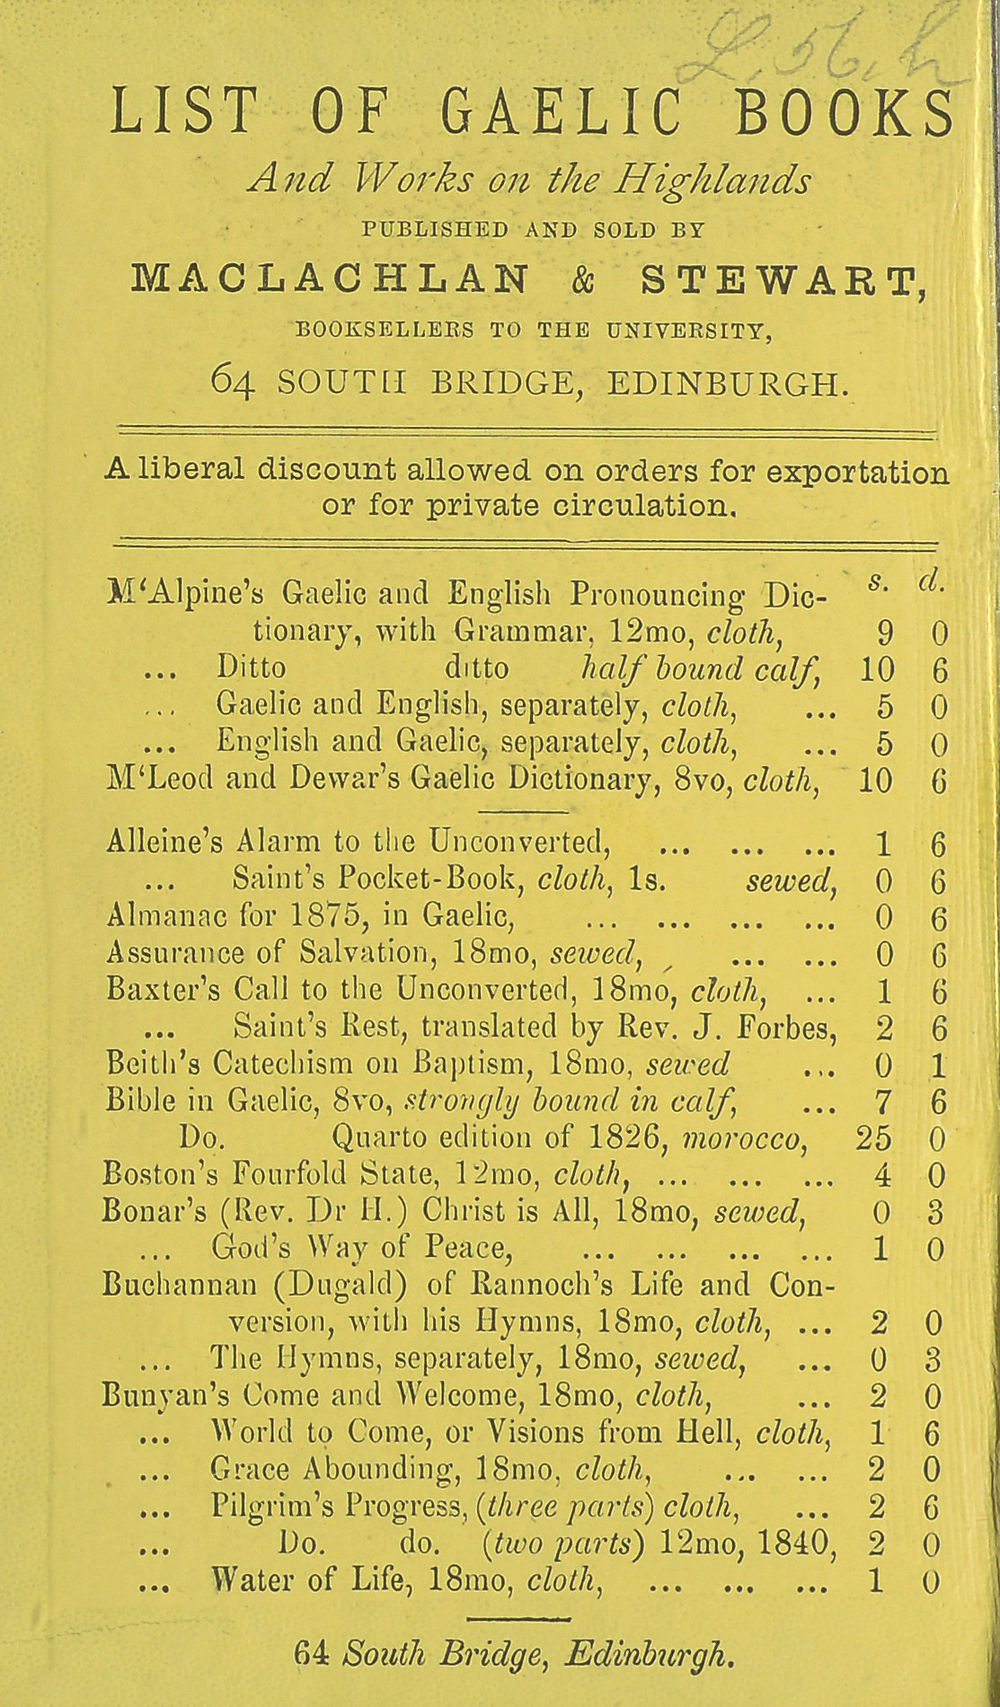 L. 56. h
LIST OF GAELIC BOOKS
And Works on the Highlands
PUBLISHED AND SOLD BY
MACLACHLAN & STEWART,
BOOKSELLERS TO THE UNIVERSITY,
64 SOUTH BRIDGE, EDINBURGH.
A liberal discount allowed on orders for exportation
or for private circulation.
s. d.
M‘Alpine's Gaelic and English Pronouncing Dic-
tionary, with Grammar, 12mo, cloth, 9 0
... Ditto ditto half bound calf, 10 6
... Gaelic and English, separately, cloth, ... 5 0
... English and Gaelic, separately, cloth, ... 5 0
M‘Leod and Dewar's Gaelic Dictionary, 8vo, cloth, 10 6
Alleine's Alarm to the Unconverted, ... ... ... 1 6
... Saint's Pocket-Book, cloth, 1s. sewed, 0 6
Almanac for 1875, in Gaelic, ... ... ... ... 0 6
Assurance of Salvation, 18mo, sewed, ... ... 0 6
Baxter's Call to the Unconverted, 18mo, cloth, ... 1 6
... Saint's Rest, translated by Rev. J. Forbes, 2 6
Beith's Catechism on Baptism, 18mo, sewed ... 0 1
Bible in Gaelic, 8vo, strongly bound in calf, ... 7 6
Do. Quarto edition of 1826, morocco, 25 0
Boston's Fourfold State, 12mo, cloth, ... ... ... 4 0
Bonar's (Rev. Dr H.) Christ is All, 18mo, sewed, 0 3
... God's Way of Peace, ... ... ... ... 1 0
Buchannan (Dugald) of Rannoch's Life and Con-
version, with his Hymns, 18mo, cloth, ... 2 0
... The Hymns, separately, 18mo, sewed, ... 0 3
Bunyan's Come and Welcome, 18mo, cloth, ... 2 0
... World to Come, or Visions from Hell, cloth, 1 6
... Grace Abounding, 18mo, cloth, ... ... 2 0
... Pilgrim's Progress, (three parts) cloth, ... 2 6
... Do. do. (two parts) 12mo, 1840, 2 0
... Water of Life, 18mo, cloth, ... ... ... 1 0
64 South Bridge, Edinburgh.